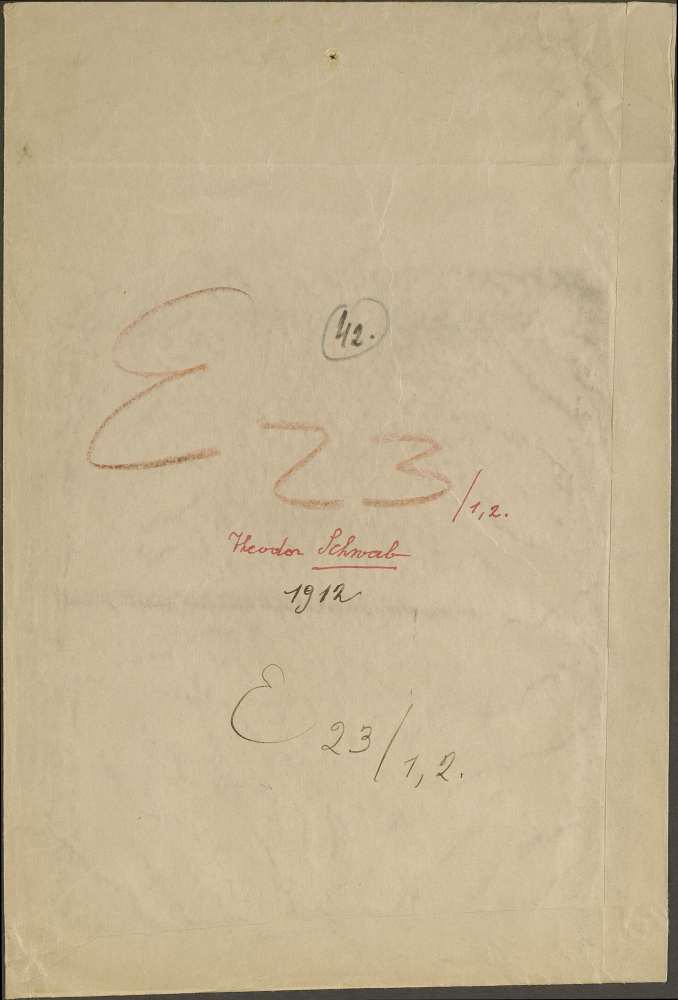 42.
E 23/1,2.
Theodor Schwab
1912
E 23/1,2.